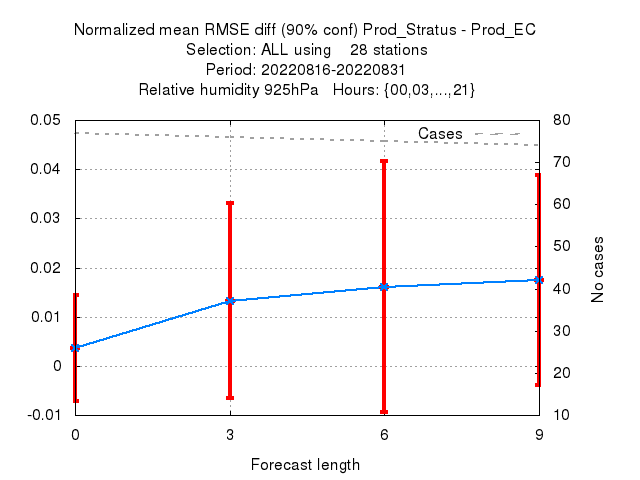 Normalized mean RMSE diff (90% conf) Prod_Stratus - Prod_EC
Selection: ALL using    28 stations
Period: 20220816-20220831
Relative humidity 925hPa   Hours: {00,03,...,21}
0.05
0.04
0.03
0.02
0.01
0
-0.01
Cases
80
70
60
50
40
30
20
10
No cases
0
3
6
9
Forecast length